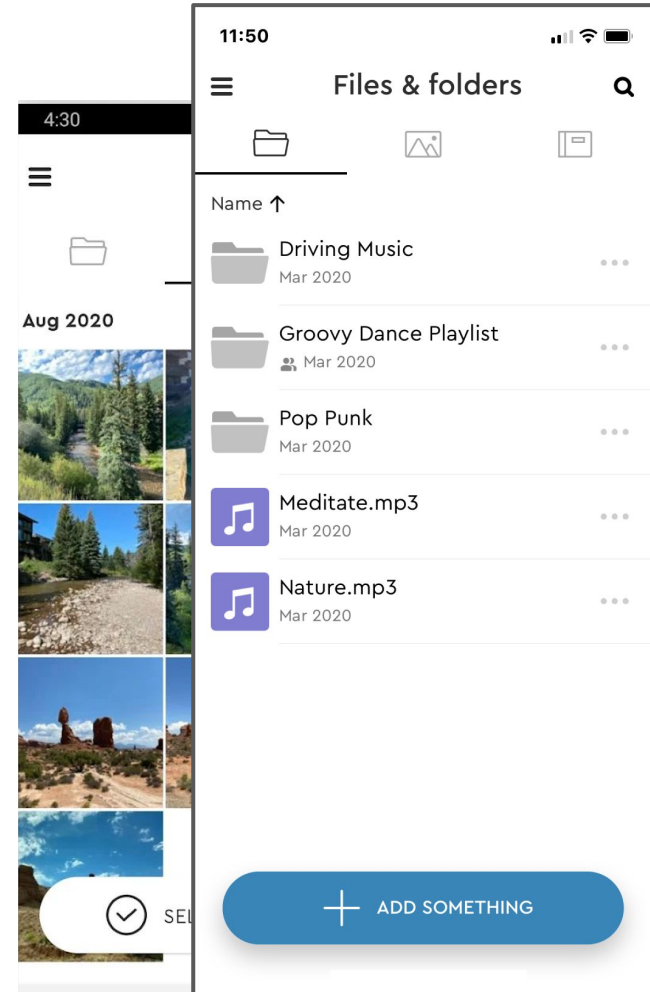 11:50
Files & folders
Name ↑
Driving Music
Mar 2020
Groovy Dance Playlist
Mar 2020
Pop Punk
Mar 2020
Meditate.mp3
Mar 2020
Nature.mp3
Mar 2020
ADD SOMETHING
4:30
Aug 2020